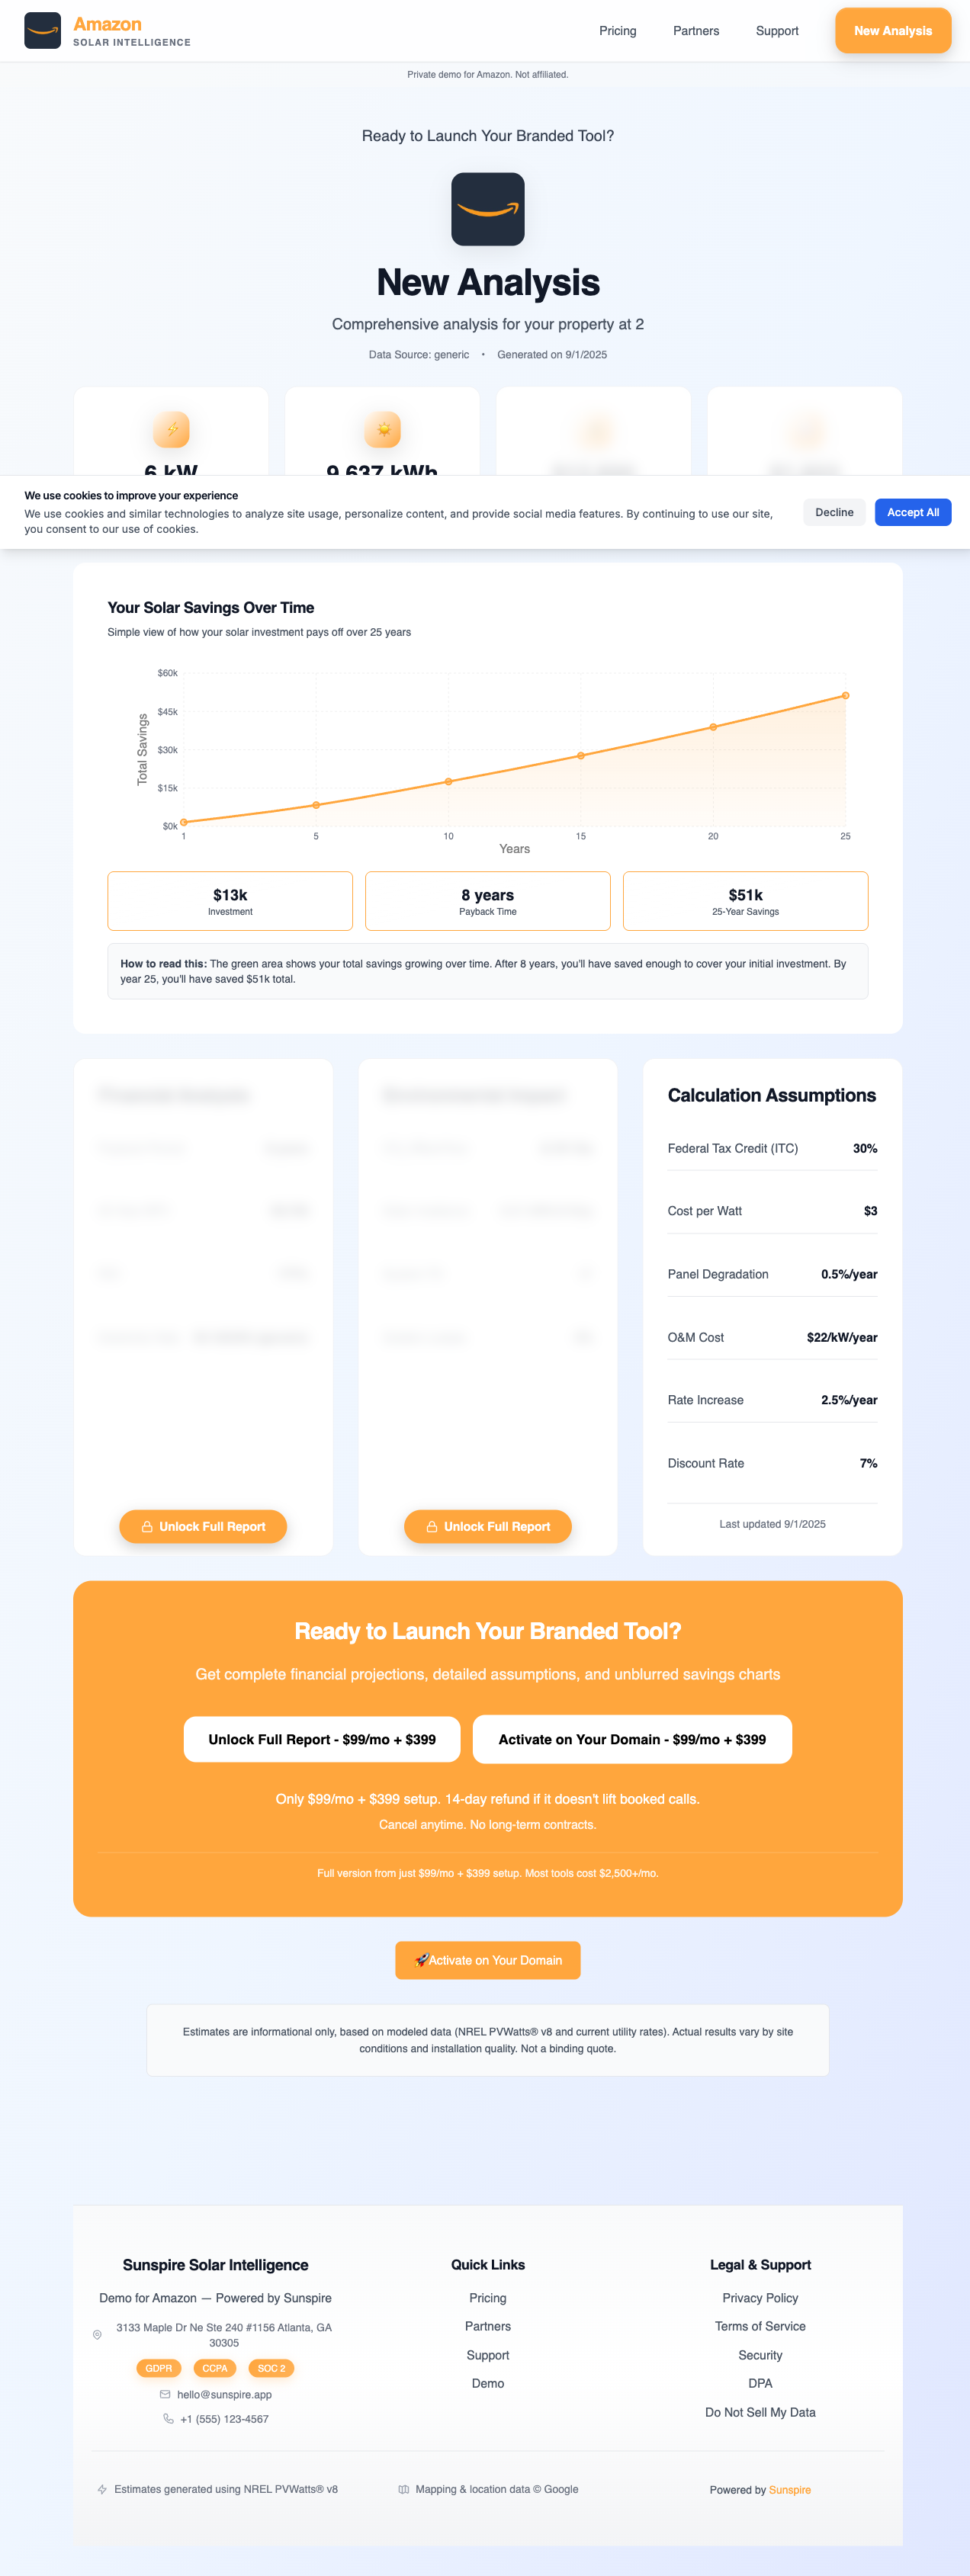 Amazon
SOLAR INTELLIGENCE
Pricing
Partners
Support
New Analysis
Private demo for Amazon. Not affiliated.
Ready to Launch Your Branded Tool?
New Analysis
Comprehensive analysis for your property at 2
Data Source: generic • Generated on 9/1/2025
6 kW
9,637 kWh
We use cookies to improve your experience
We use cookies and similar technologies to analyze site usage, personalize content, and provide social media features. By continuing to use our site,
you consent to our use of cookies.
Decline
Accept All
Your Solar Savings Over Time
Simple view of how your solar investment pays off over 25 years
$60k
$45k
$30k
$15k
$0k
Total Savings
1
5
10
15
20
25
Years
$13k
Investment
8 years
Payback Time
$51k
25-Year Savings
How to read this: The green area shows your total savings growing over time. After 8 years, you'll have saved enough to cover your initial investment. By
year 25, you'll have saved $51k total.
Unlock Full Report
Unlock Full Report
Calculation Assumptions
Federal Tax Credit (ITC) 30%
Cost per Watt $3
Panel Degradation 0.5%/year
O&M Cost $22/kW/year
Rate Increase 2.5%/year
Discount Rate 7%
Last updated 9/1/2025
Ready to Launch Your Branded Tool?
Get complete financial projections, detailed assumptions, and unblurred savings charts
Unlock Full Report - $99/mo + $399
Activate on Your Domain - $99/mo + $399
Only $99/mo + $399 setup. 14-day refund if it doesn't lift booked calls.
Cancel anytime. No long-term contracts.
Full version from just $99/mo + $399 setup. Most tools cost $2,500+/mo.
🚀Activate on Your Domain
Estimates are informational only, based on modeled data (NREL PVWatts® v8 and current utility rates). Actual results vary by site
conditions and installation quality. Not a binding quote.
Sunspire Solar Intelligence
Demo for Amazon — Powered by Sunspire
3133 Maple Dr Ne Ste 240 #1156 Atlanta, GA
30305
GDPR
CCPA
SOC 2
hello@sunspire.app
+1 (555) 123-4567
Quick Links
Pricing
Partners
Support
Demo
Legal & Support
Privacy Policy
Terms of Service
Security
DPA
Do Not Sell My Data
Estimates generated using NREL PVWatts® v8
Mapping & location data © Google
Powered by Sunspire